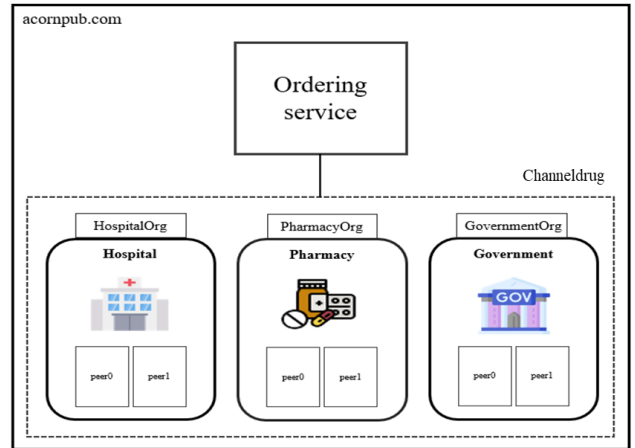 acornpub.com
Ordering
service
Channeldrug
HospitalOrg
PharmacyOrg
GovernmentOrg
Hospital
Pharmacy
Government
GOV
peer0
peer1
peer0
peer1
peer0
peer1